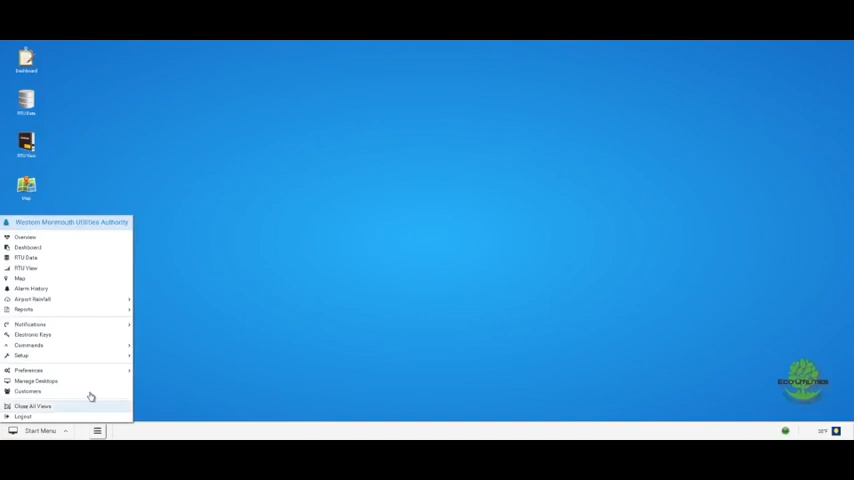 Dashboard
RTU Data
RTU View
Map
Western Monmouth Utilities Authority
Overview
Dashboard
RTU Data
RTU View
Map
Alarm History
Airport Rainfall
Reports
Notifications
Electronic Keys
Commands
Setup
Preferences
Manage Desktops
Customers
Close All Views
Logout
ECOUTILITIES
Start Menu